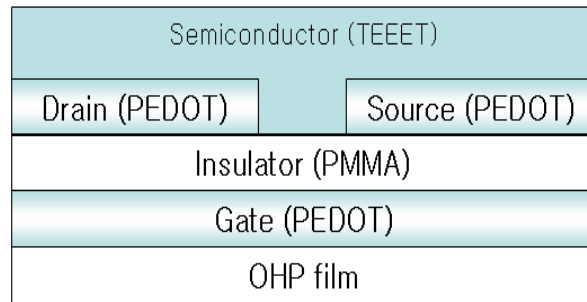 Semiconductor (TEEET)
Drain (PEDOT)
Source (PEDOT)
Insulator (PMMA)
Gate (PEDOT)
OHP film